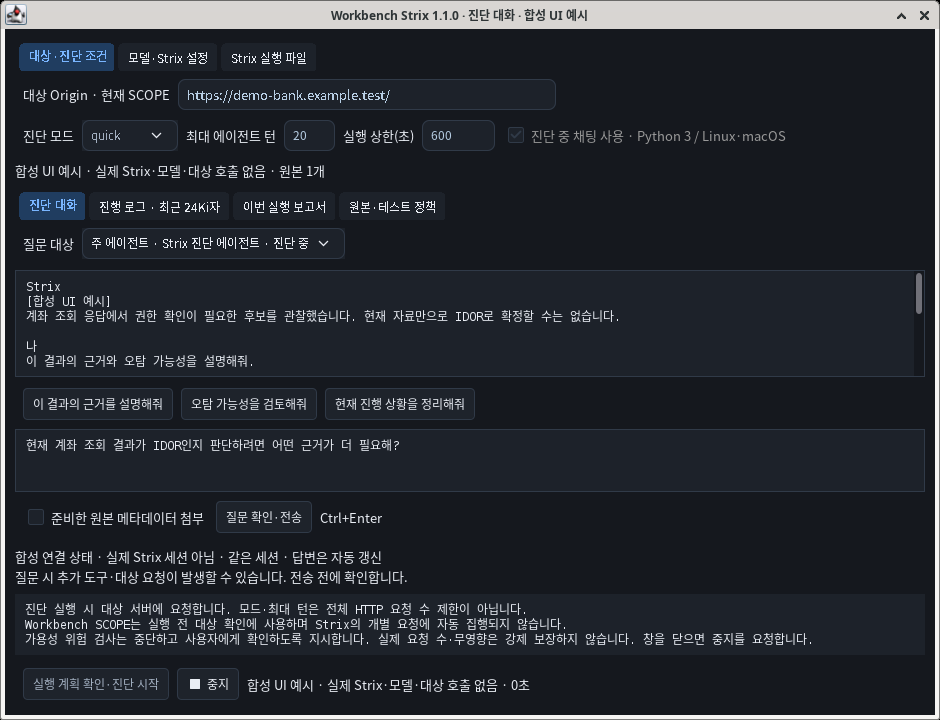 Workbench Strix 1.1.0 · 진단 대화 · 합성 UI 예시
대상·진단 조건 모델·Strix 설정 Strix 실행 파일
대상 Origin · 현재 SCOPE https://demo-bank.example.test/
진단 모드 quick 최대 에이전트 턴 20 실행 상한(초) 600 진단 중 채팅 사용 · Python 3 / Linux·macOS
합성 UI 예시 · 실제 Strix·모델·대상 호출 없음 · 원본 1개
진단 대화 진행 로그 · 최근 24Ki자 이번 실행 보고서 원본·테스트 정책
질문 대상 주 에이전트 · Strix 진단 에이전트 · 진단 중
Strix
[합성 UI 예시]
계좌 조회 응답에서 권한 확인이 필요한 후보를 관찰했습니다. 현재 자료만으로 IDOR로 확정할 수는 없습니다.
나
이 결과의 근거와 오탐 가능성을 설명해줘.
이 결과의 근거를 설명해줘 오탐 가능성을 검토해줘 현재 진행 상황을 정리해줘
현재 계좌 조회 결과가 IDOR인지 판단하려면 어떤 근거가 더 필요해?
준비한 원본 메타데이터 첨부 질문 확인·전송 Ctrl+Enter
합성 연결 상태 · 실제 Strix 세션 아님 · 같은 세션 · 답변은 자동 갱신
질문 시 추가 도구·대상 요청이 발생할 수 있습니다. 전송 전에 확인합니다.
진단 실행 시 대상 서버에 요청합니다. 모드·최대 턴은 전체 HTTP 요청 수 제한이 아닙니다.
Workbench SCOPE는 실행 전 대상 확인에 사용하며 Strix의 개별 요청에 자동 집행되지 않습니다.
가용성 위험 검사는 중단하고 사용자에게 확인하도록 지시합니다. 실제 요청 수·무영향은 강제 보장하지 않습니다. 창을 닫으면 중지를 요청합니다.
실행 계획 확인·진단 시작 중지 합성 UI 예시 · 실제 Strix·모델·대상 호출 없음 · 0초